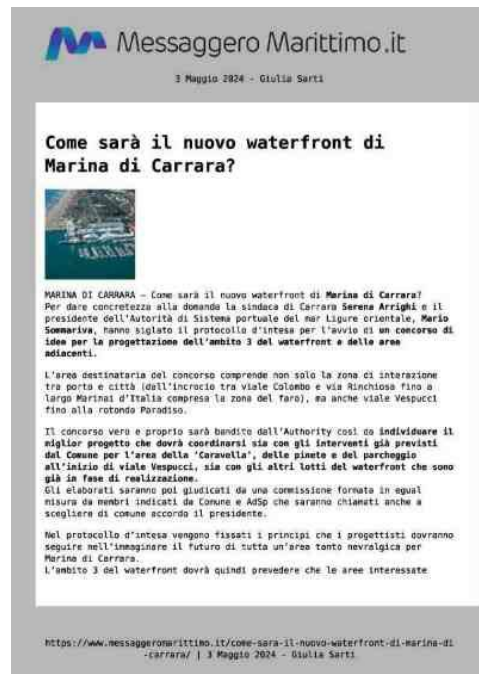 Messaggero Marittimo.it
3 Maggio 2024 - Giulia Sarti
Come sarà il nuovo waterfront di
Marina di Carrara?
MARINA DI CARRARA – Come sarà il nuovo waterfront di Marina di Carrara?
Per dare concretezza alla domanda la sindaca di Carrara Serena Arrighi e il
presidente dell'Autorità di Sistema portuale del mar Ligure orientale, Mario
Sommariva, hanno siglato il protocollo d'intesa per l'avvio di un concorso di
idee per la progettazione dell'ambito 3 del waterfront e delle aree
adiacenti.
L'area destinataria del concorso comprende non solo la zona di interazione
tra porto e città (dall'incrocio tra viale Colombo e via Rinchiosa fino a
largo Marinai d'Italia compresa la zona del faro), ma anche viale Vespucci
fino alla rotonda Paradiso.
Il concorso vero e proprio sarà bandito dall'Authority così da individuare il
miglior progetto che dovrà coordinarsi sia con gli interventi già previsti
dal Comune per l'area della 'Caravella', delle pinete e del parcheggio
all'inizio di viale Vespucci, sia con gli altri lotti del waterfront che sono
già in fase di realizzazione.
Gli elaborati saranno poi giudicati da una commissione formata in egual
misura da membri indicati da Comune e AdSp che saranno chiamati anche a
scegliere di comune accordo il presidente.
Nel protocollo d'intesa vengono fissati i principi che i progettisti dovranno
seguire nell'immaginare il futuro di tutta un'area tanto nevralgica per
Marina di Carrara.
L'ambito 3 del waterfront dovrà quindi prevedere che le aree interessate
https://www.messaggeromarittimo.it/come-sara-il-nuovo-waterfront-di-marina-di
-carrara/ | 3 Maggio 2024 - Giulia Sarti